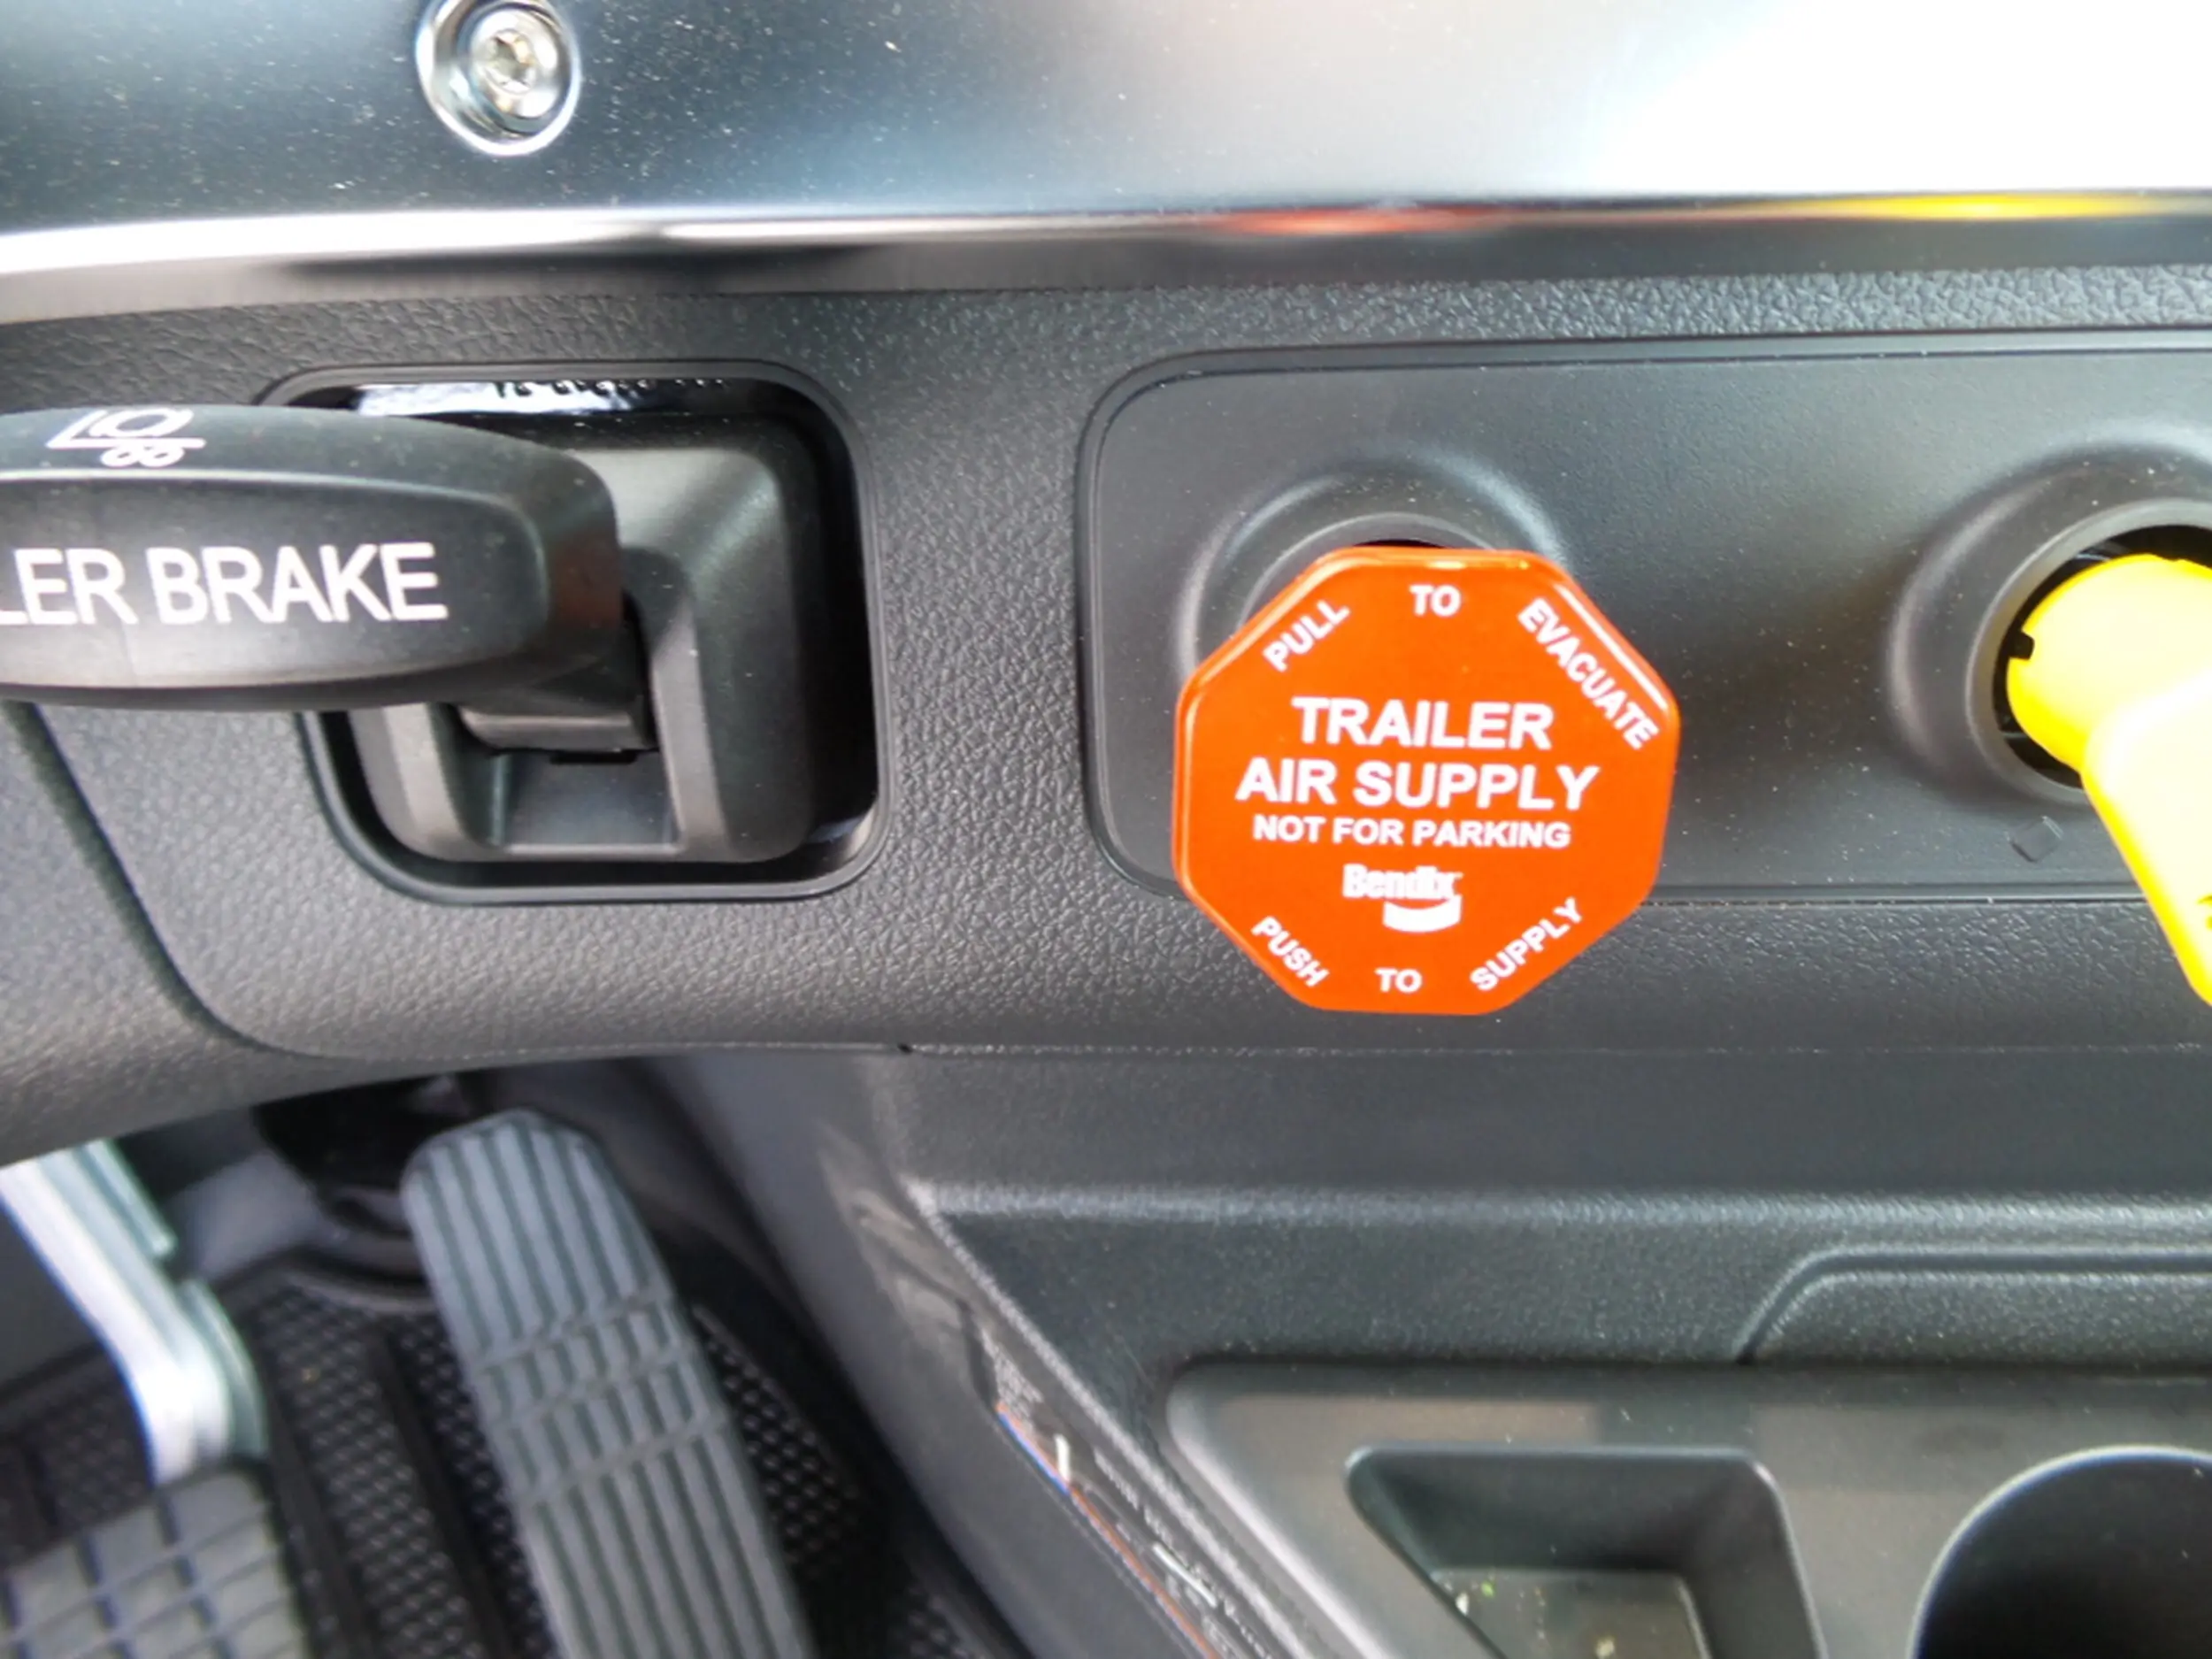 LER BRAKE
PULL TO EVACUATE
TRAILER
AIR SUPPLY
NOT FOR PARKING
Bendix
PUSH TO SUPPLY